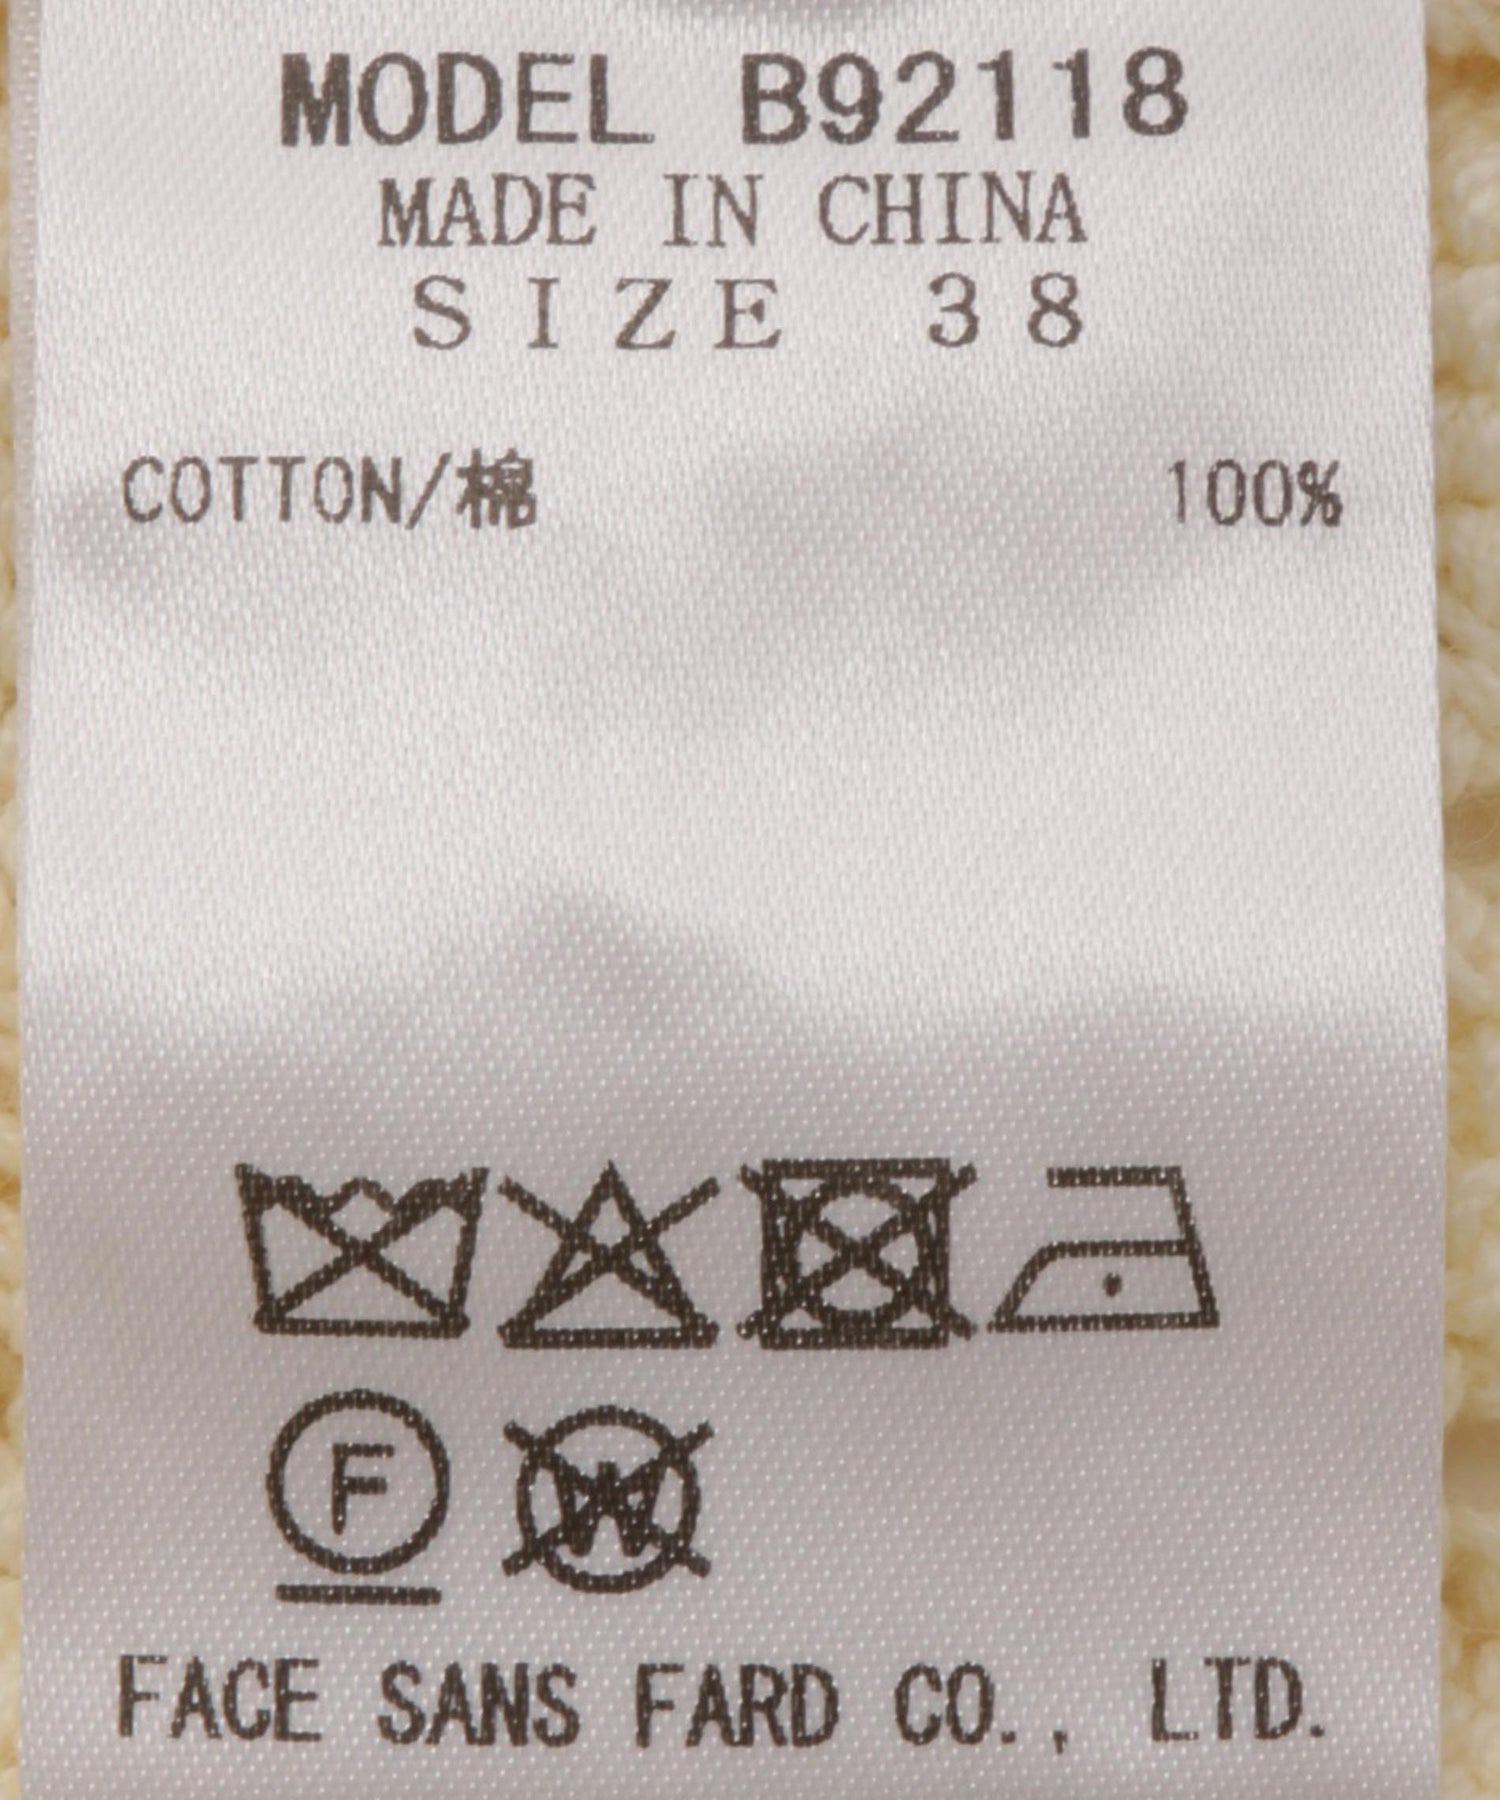 MODEL B92118
MADE IN CHINA
SIZE 38
COTTON/棉 100%
F W
FACE SANS FARD CO., LTD.